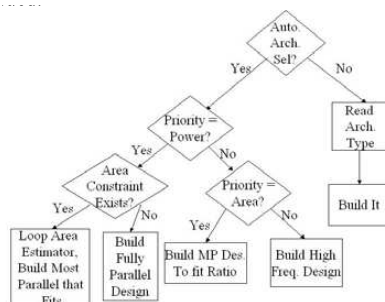 Auto.
Arch.
Sel?
Yes
No
Priority =
Power?
Read
Arch.
Type
Yes
No
Area
Constraint
Exists?
Priority=
Area?
Build It
Yes
No
Yes
No
Loop Area
Estimator,
Build Most
Parallel that
Fits
Build
Fully
Parallel
Design
Build MP Des.
To fit Ratio
Build High
Freq. Design